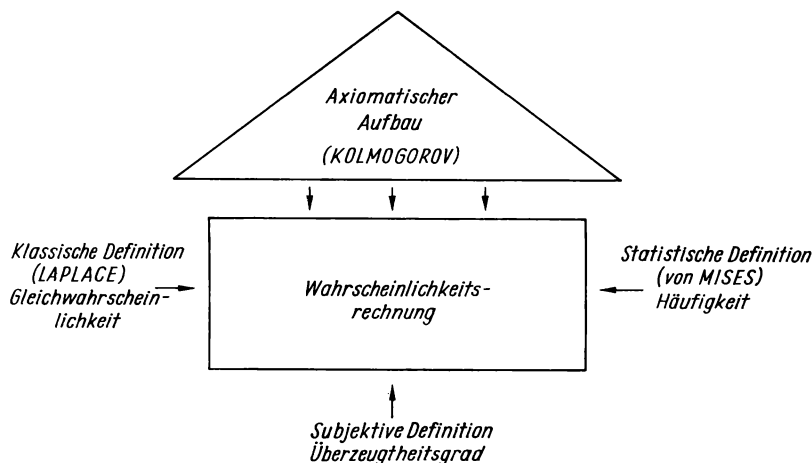 Axiomatischer
Aufbau
(KOLMOGOROV)
Klassische Definition
(LAPLACE)
Gleichwahrschein-
lichkeit
Wahrscheinlichkeits-
rechnung
Statistische Definition
(von MISES)
Häufigkeit
Subjektive Definition
Überzeugtheitsgrad